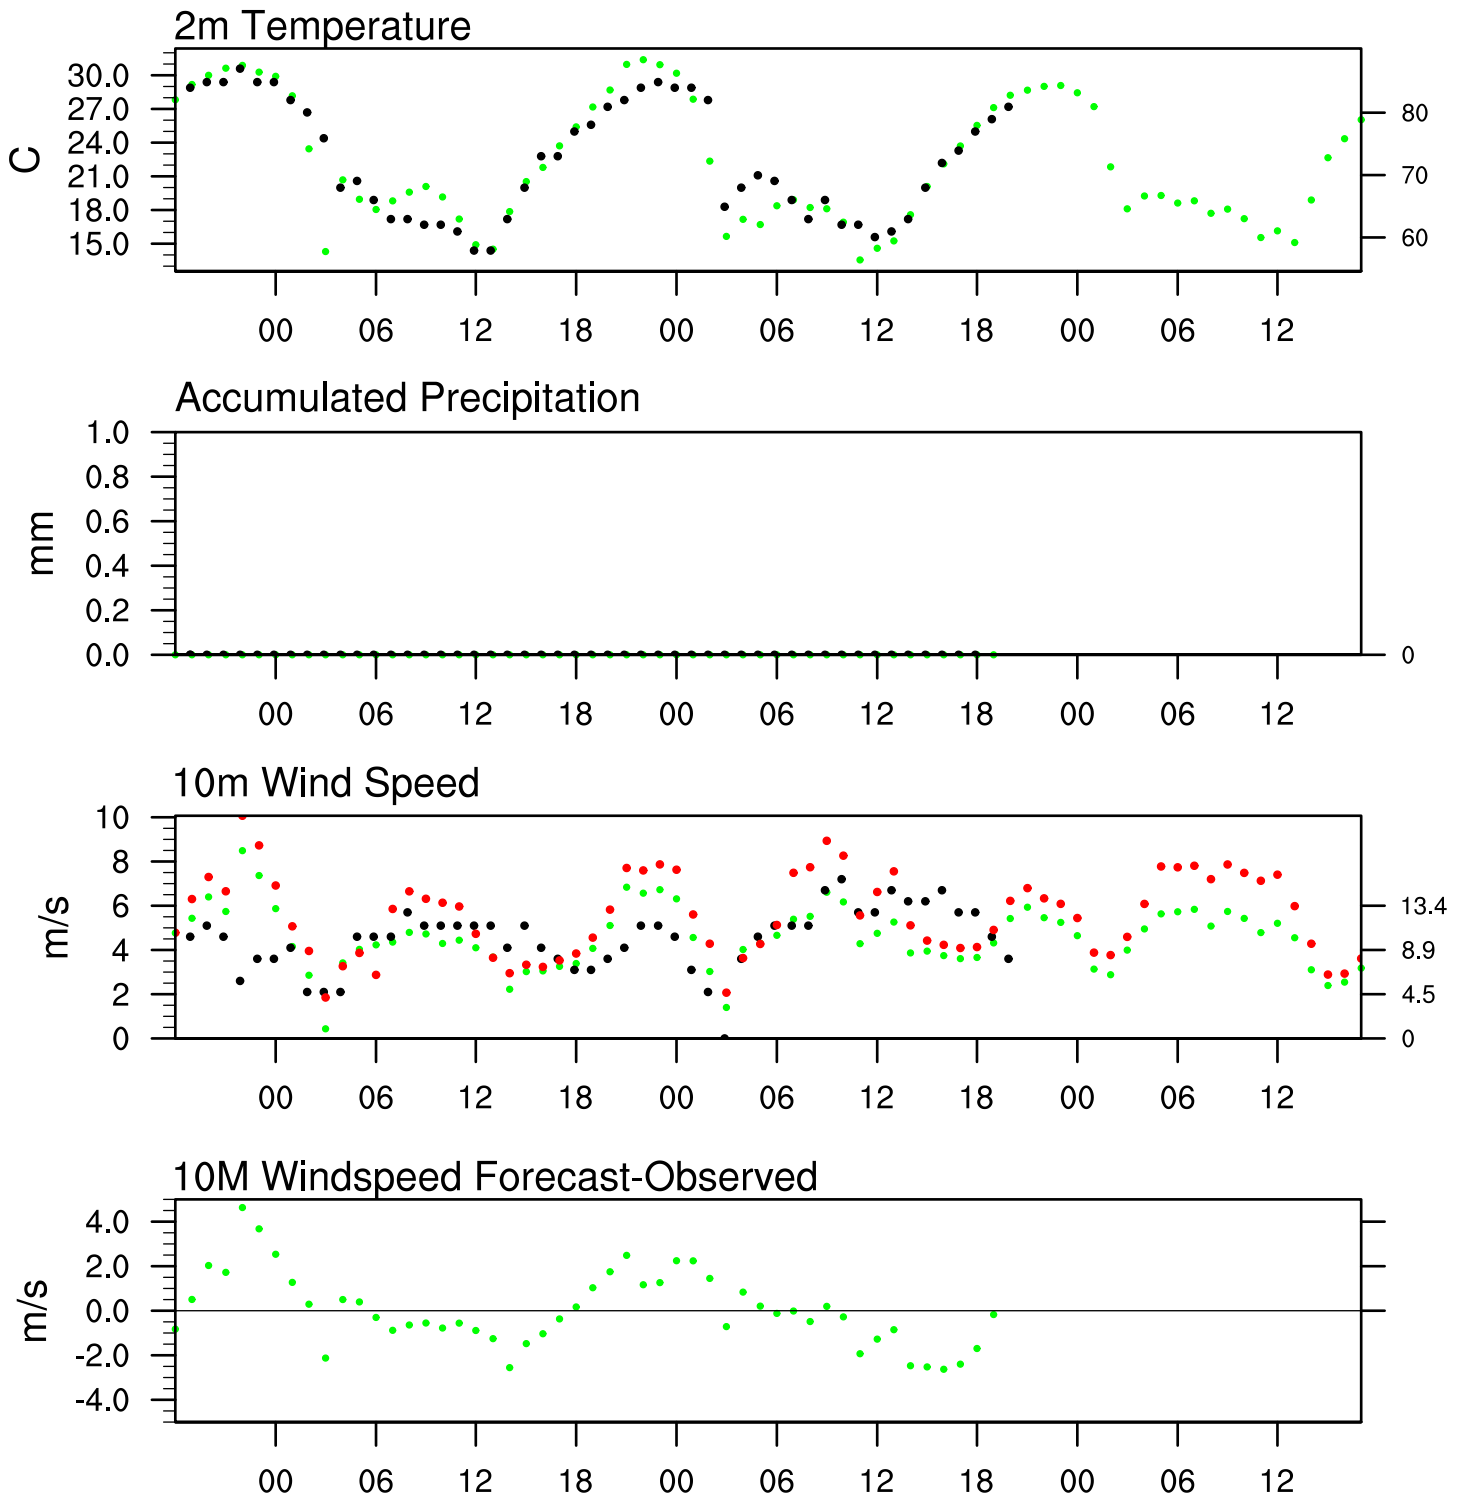 2m Temperature
30.0
27.0
24.0
21.0
18.0
15.0
C
80
70
60
00 06 12 18 00 06 12 18 00 06 12
Accumulated Precipitation
1.0
0.8
0.6
0.4
0.2
0.0
mm
0
00 06 12 18 00 06 12 18 00 06 12
10m Wind Speed
10
8
6
4
2
0
m/s
13.4
8.9
4.5
0
00 06 12 18 00 06 12 18 00 06 12
10M Windspeed Forecast-Observed
4.0
2.0
0.0
-2.0
-4.0
m/s
00 06 12 18 00 06 12 18 00 06 12